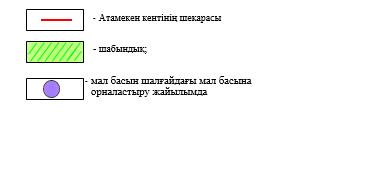 - Атамекен кентінің шекарасы
- шабындық;
- мал басын шалғайдағы мал басына
орналастыру жайылымда